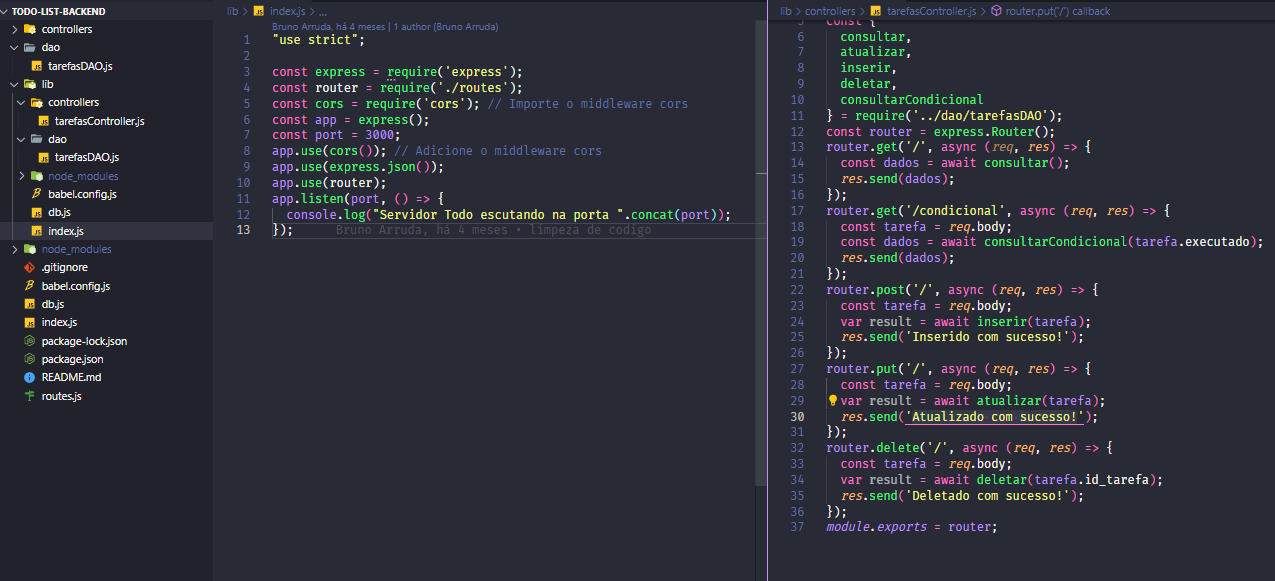 TODO-LIST-BACKEND
controllers
dao
tarefasDAO.js
lib
controllers
tarefasController.js
dao
tarefasDAO.js
node_modules
babel.config.js
db.js
index.js
node_modules
.gitignore
babel.config.js
db.js
index.js
package-lock.json
package.json
README.md
routes.js
lib > index.js > ...
Bruno Arruda, há 4 meses | 1 author (Bruno Arruda)
1 "use strict";
2
3 const express = require('express');
4 const router = require('./routes');
5 const cors = require('cors'); // Importe o middleware cors
6 const app = express();
7 const port = 3000;
8 app.use(cors()); // Adicione o middleware cors
9 app.use(express.json());
10 app.use(router);
11 app.listen(port, () => {
12   console.log("Servidor Todo escutando na porta ".concat(port));
13 }); Bruno Arruda, há 4 meses • limpeza de codigo
lib > controllers > tarefasController.js > router.put('/') callback
5 const {
6   consultar,
7   atualizar,
8   inserir,
9   deletar,
10   consultarCondicional
11 } = require('../dao/tarefasDAO');
12 const router = express.Router();
13 router.get('/', async (req, res) => {
14   const dados = await consultar();
15   res.send(dados);
16 });
17 router.get('/condicional', async (req, res) => {
18   const tarefa = req.body;
19   const dados = await consultarCondicional(tarefa.executado);
20   res.send(dados);
21 });
22 router.post('/', async (req, res) => {
23   const tarefa = req.body;
24   var result = await inserir(tarefa);
25   res.send('Inserido com sucesso!');
26 });
27 router.put('/', async (req, res) => {
28   const tarefa = req.body;
29   var result = await atualizar(tarefa);
30   res.send('Atualizado com sucesso!');
31 });
32 router.delete('/', async (req, res) => {
33   const tarefa = req.body;
34   var result = await deletar(tarefa.id_tarefa);
35   res.send('Deletado com sucesso!');
36 });
37 module.exports = router;